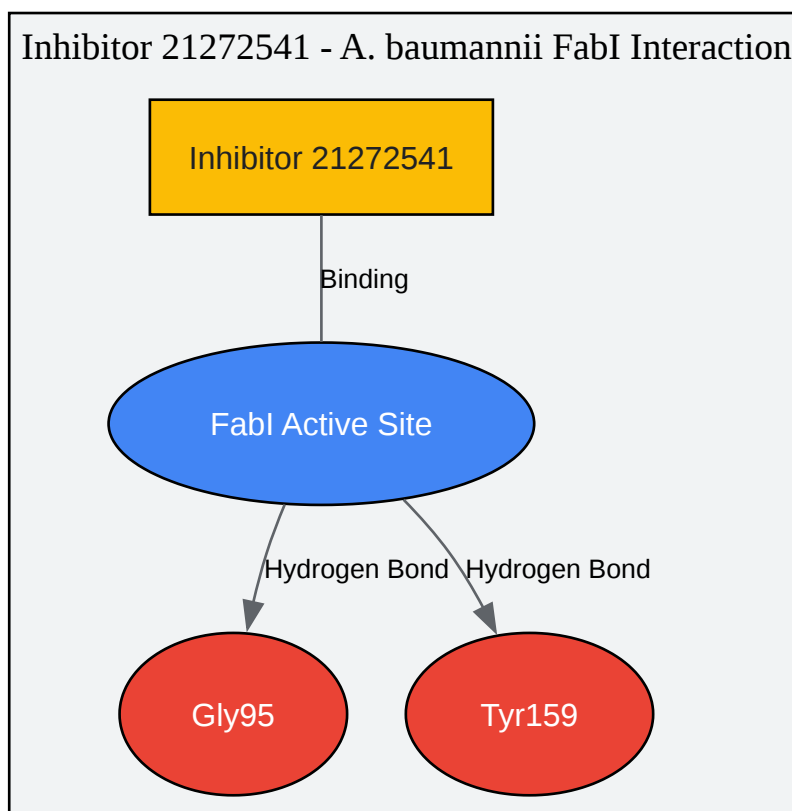 Inhibitor 21272541 - A. baumannii FabI Interaction
Inhibitor 21272541
Binding
FabI Active Site
Hydrogen Bond
Hydrogen Bond
Gly95
Tyr159